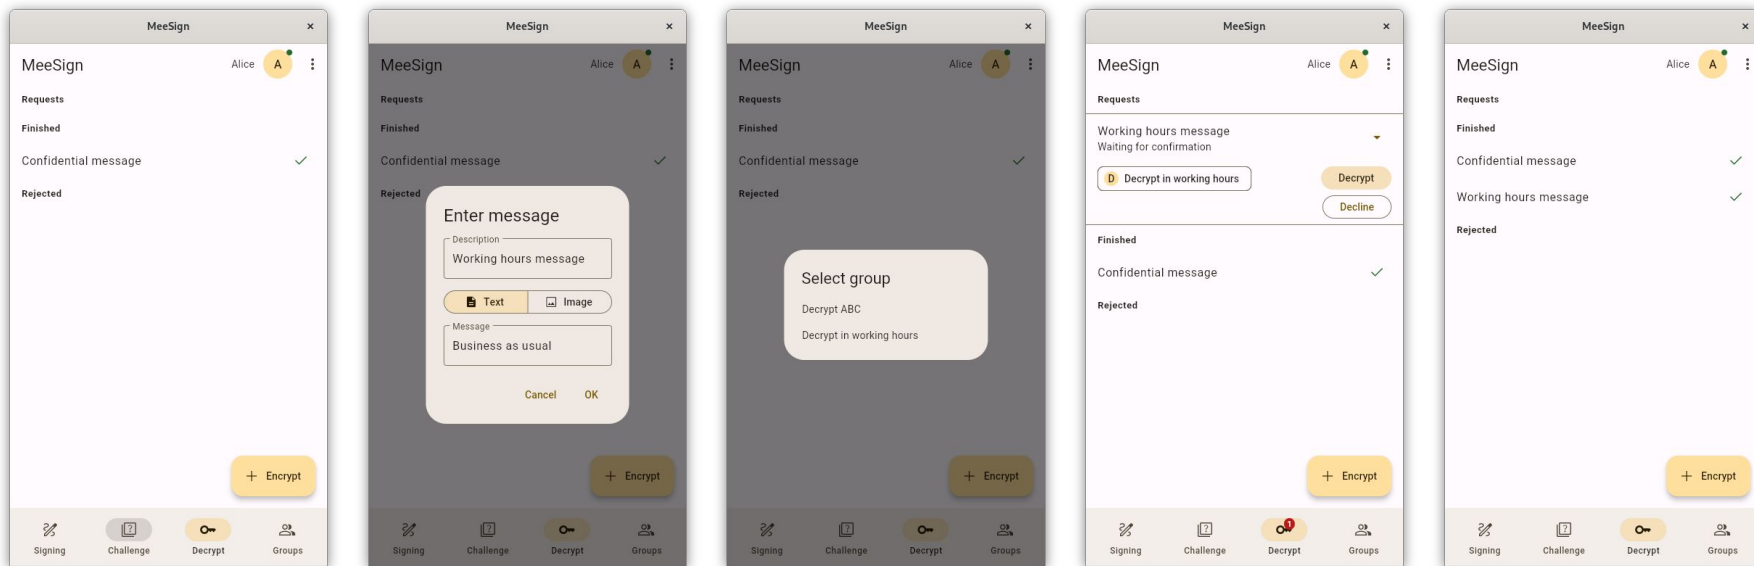 MeeSign ×
MeeSign Alice A
Requests
Finished
Confidential message
Rejected
+ Encrypt
Signing Challenge Decrypt Groups
MeeSign ×
MeeSign Alice A
Requests
Finished
Confidential message
Rejected
Enter message
Description
Working hours message
Text Image
Message
Business as usual
Cancel OK
+ Encrypt
Signing Challenge Decrypt Groups
MeeSign ×
MeeSign Alice A
Requests
Finished
Confidential message
Rejected
Select group
Decrypt ABC
Decrypt in working hours
+ Encrypt
Signing Challenge Decrypt Groups
MeeSign ×
MeeSign Alice A
Requests
Working hours message
Waiting for confirmation
D Decrypt in working hours Decrypt
Decline
Finished
Confidential message
Rejected
+ Encrypt
1
Signing Challenge Decrypt Groups
MeeSign ×
MeeSign Alice A
Requests
Finished
Confidential message
Working hours message
Rejected
+ Encrypt
Signing Challenge Decrypt Groups